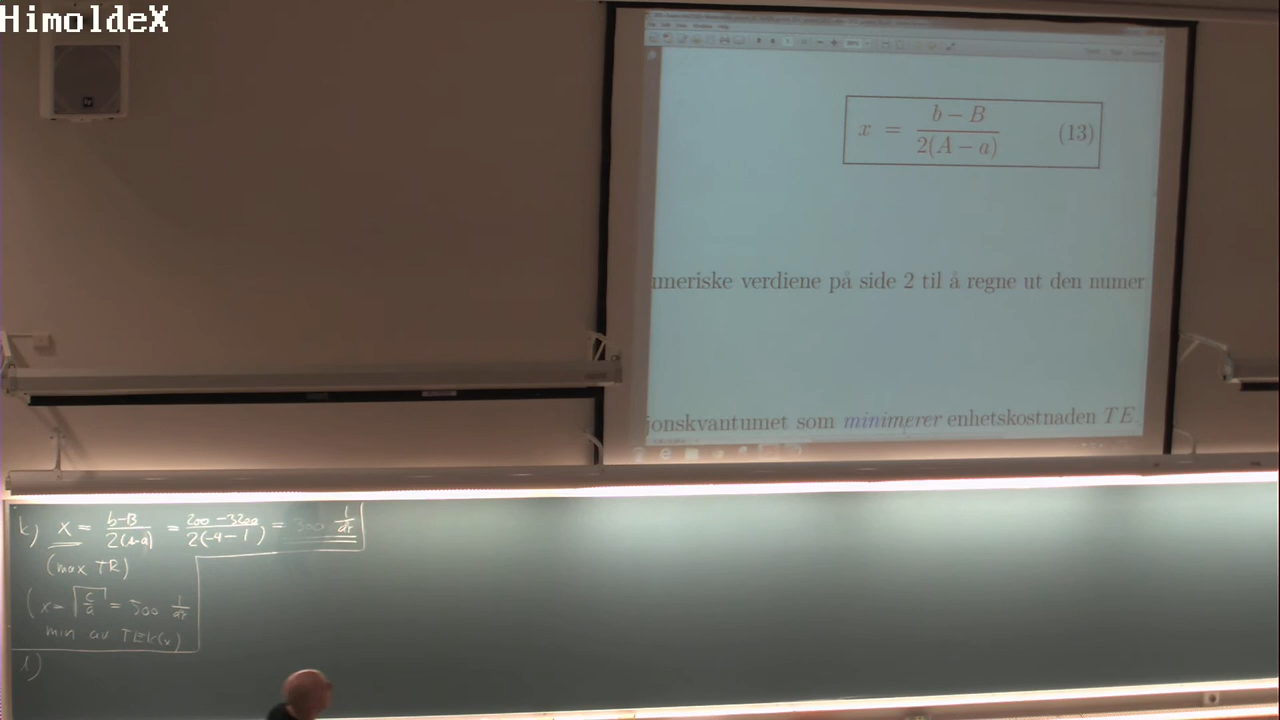 HimoldeX
x = b − B / 2(A − a) (13)
umeriske verdiene på side 2 til å regne ut den numer
jonskvantumet som minimerer enhetskostnaden TE
k) x = b-B / 2(A-a) = 200-3200 / 2(-4-1) = 300 1/år
(max TR)
(x = √c/a = 500 1/år
min av TEK(x))
l)